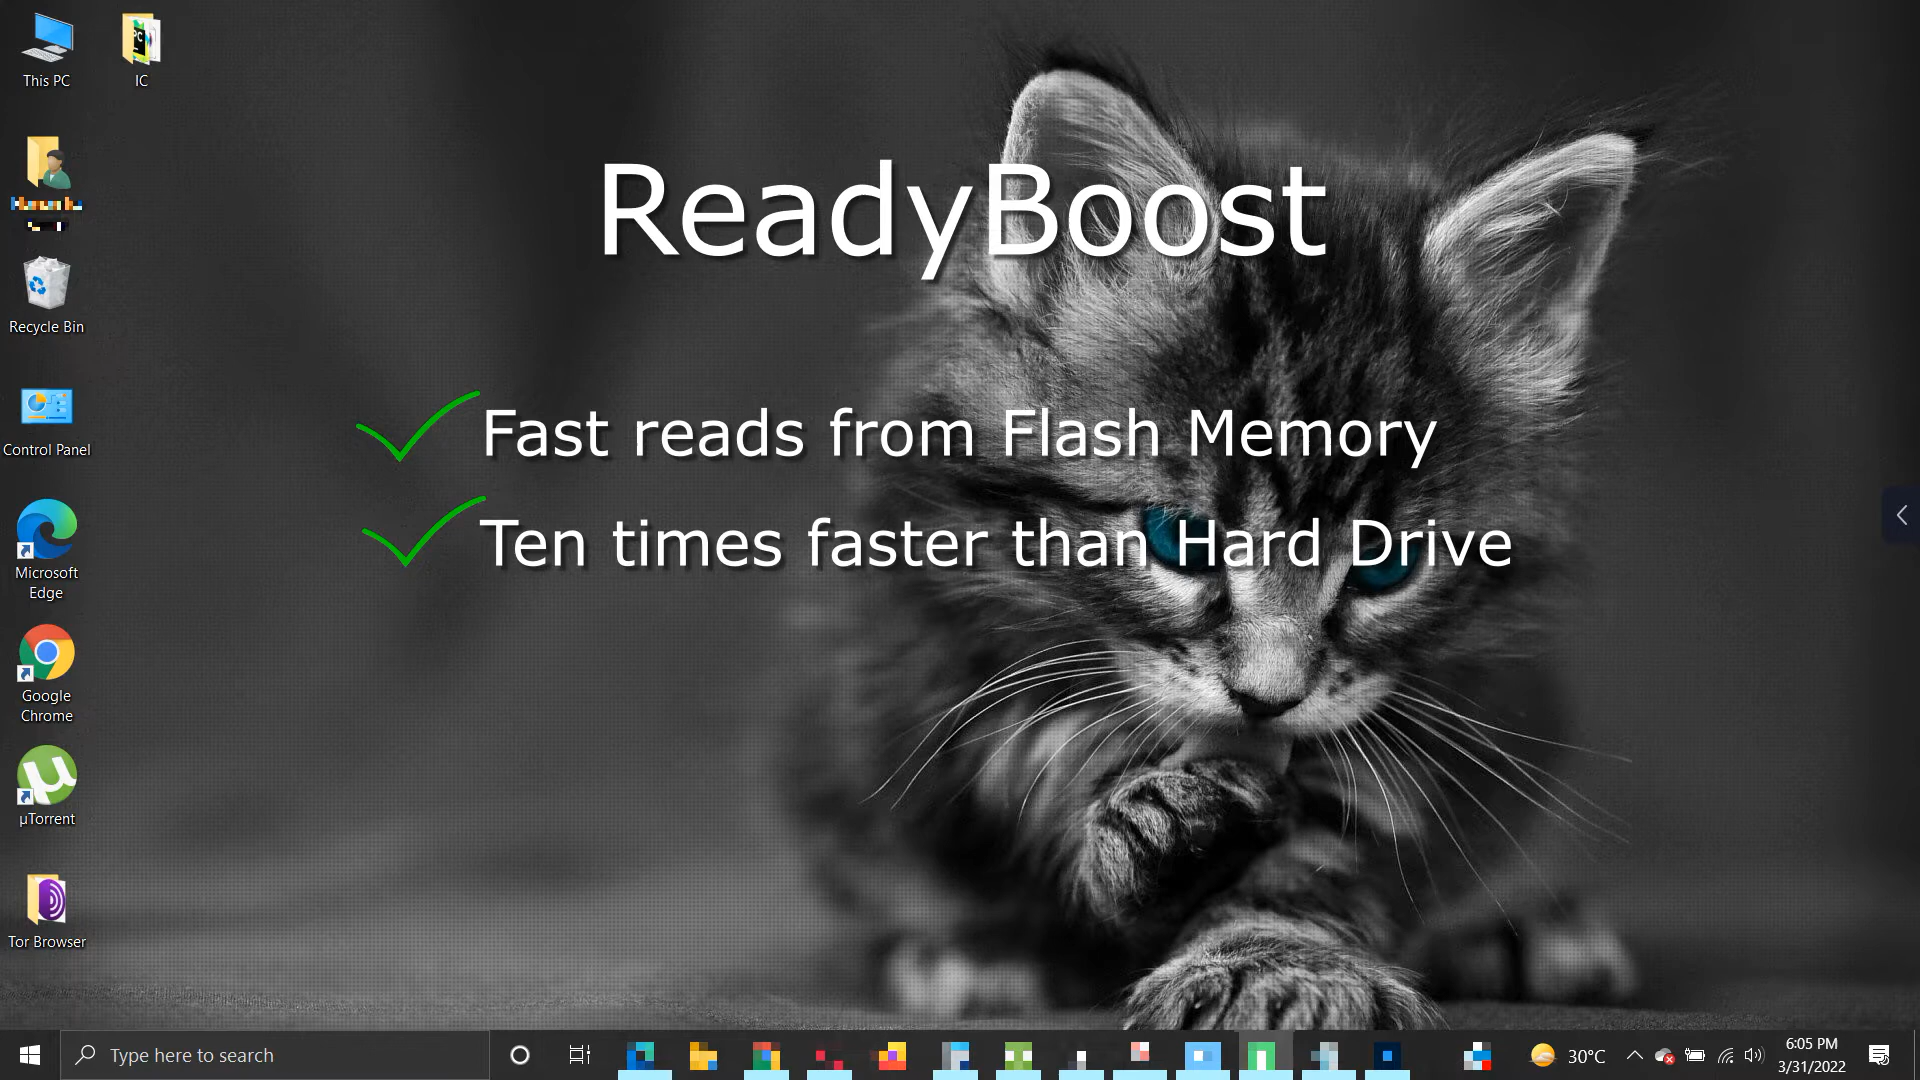 This PC
IC
Recycle Bin
Control Panel
Microsoft
Edge
Google
Chrome
µTorrent
Tor Browser
ReadyBoost
Fast reads from Flash Memory
Ten times faster than Hard Drive
Type here to search
30°C
6:05 PM
3/31/2022